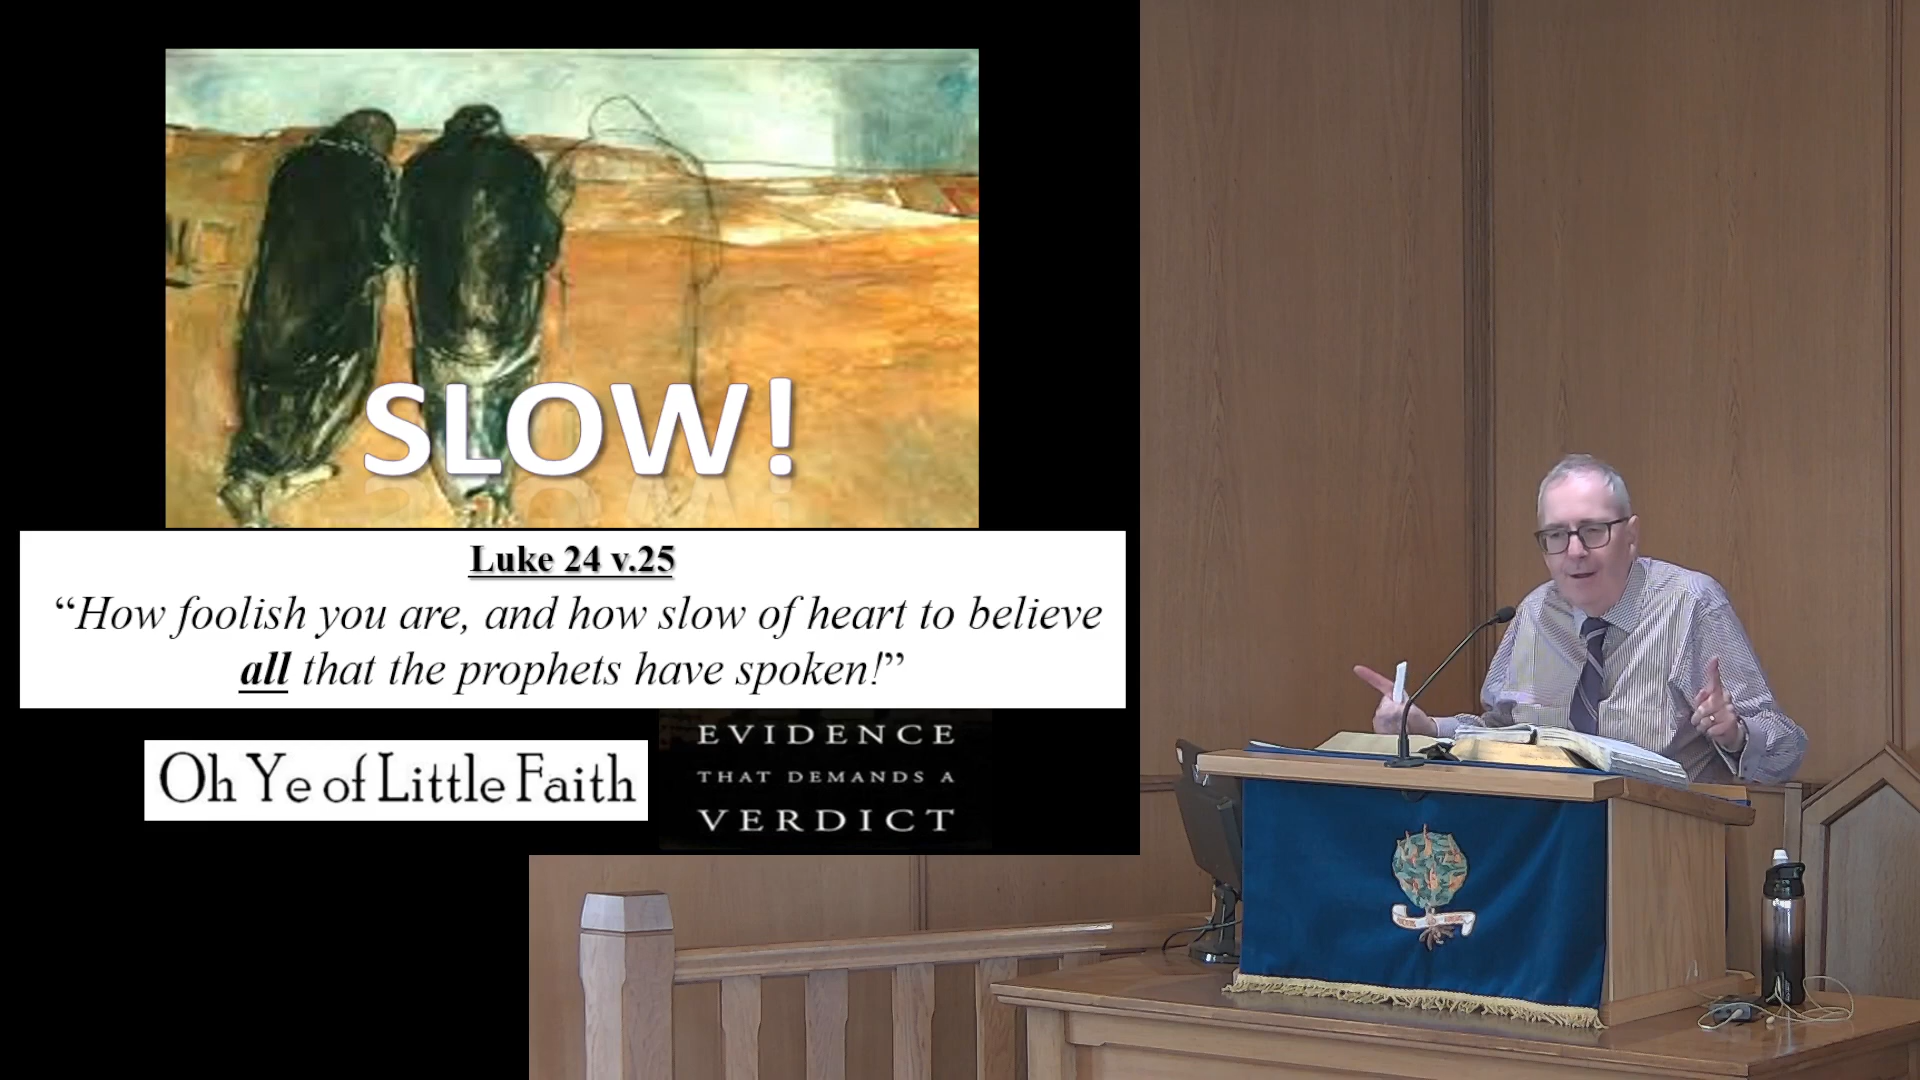 SLOW!
Luke 24 v.25
“How foolish you are, and how slow of heart to believe
all that the prophets have spoken!”
Oh Ye of Little Faith
EVIDENCE
THAT DEMANDS A
VERDICT